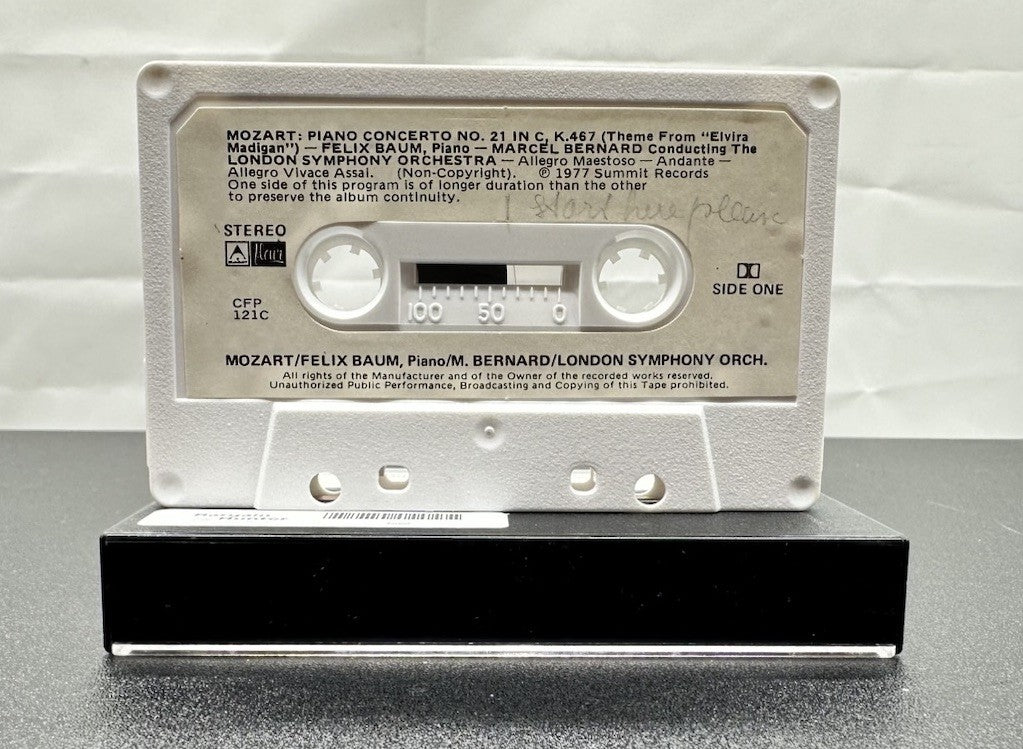 MOZART: PIANO CONCERTO NO. 21 IN C, K.467 (Theme From "Elvira
Madigan") — FELIX BAUM, Piano — MARCEL BERNARD Conducting The
LONDON SYMPHONY ORCHESTRA — Allegro Maestoso — Andante —
Allegro Vivace Assai. (Non-Copyright). ℗ 1977 Summit Records
One side of this program is of longer duration than the other
to preserve the album continuity.
start here please
STEREO
SIDE ONE
CFP
121C
100 50 0
MOZART/FELIX BAUM, Piano/M. BERNARD/LONDON SYMPHONY ORCH.
All rights of the Manufacturer and of the Owner of the recorded works reserved.
Unauthorized Public Performance, Broadcasting and Copying of this Tape prohibited.
Hunter